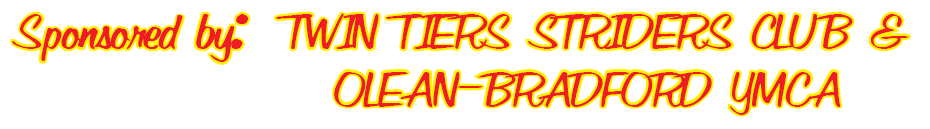 Sponsored by: TWIN TIERS STRIDERS CLUB &
OLEAN-BRADFORD YMCA